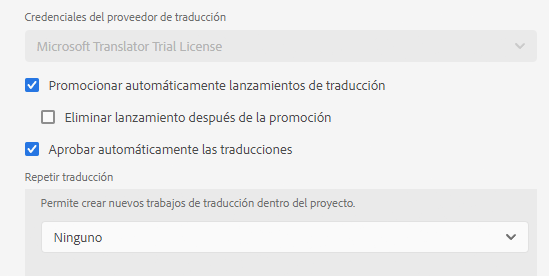 Credenciales del proveedor de traducción
Microsoft Translator Trial License
Promocionar automáticamente lanzamientos de traducción
Eliminar lanzamiento después de la promoción
Aprobar automáticamente las traducciones
Repetir traducción
Permite crear nuevos trabajos de traducción dentro del proyecto.
Ninguno